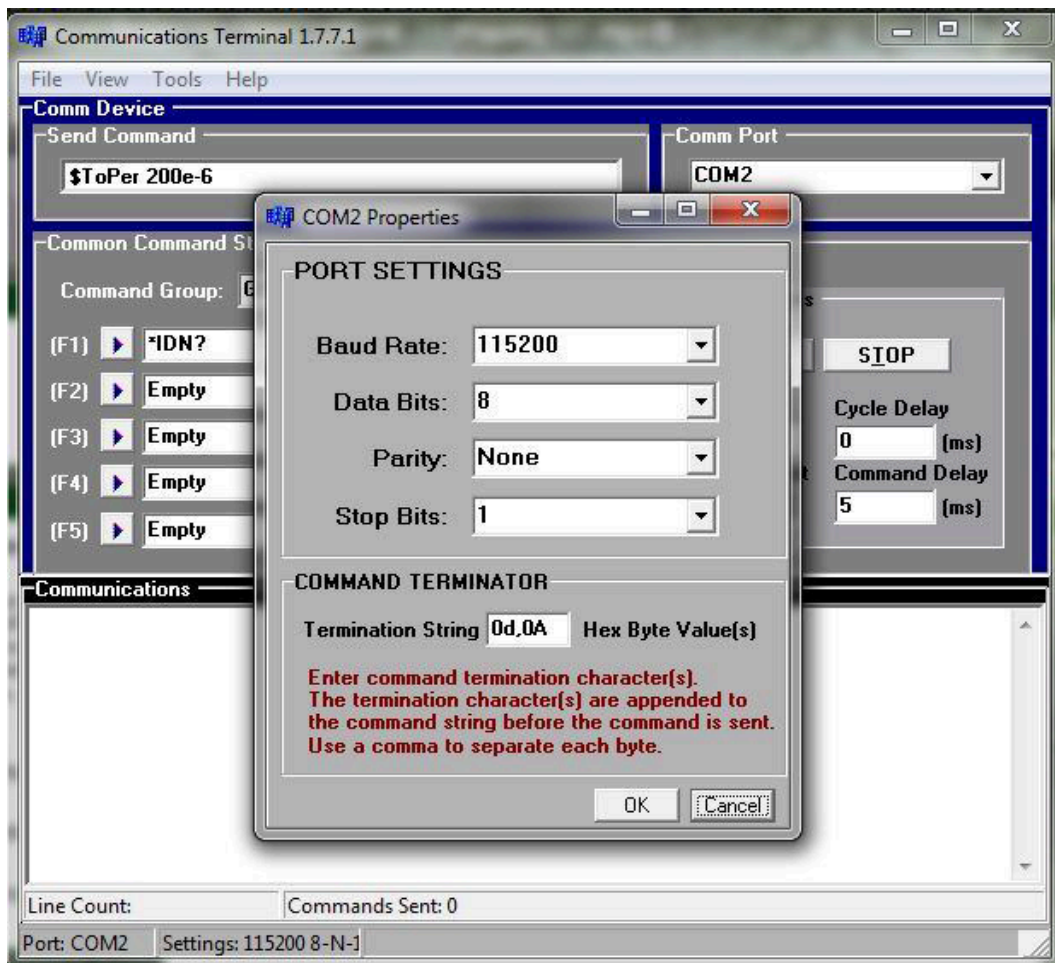 Communications Terminal 1.7.7.1
File View Tools Help
Comm Device
Send Command
$ToPer 200e-6
Comm Port
COM2
Common Command
Command Group:
(F1) *IDN?
(F2) Empty
(F3) Empty
(F4) Empty
(F5) Empty
STOP
Cycle Delay
0 (ms)
Command Delay
5 (ms)
COM2 Properties
PORT SETTINGS
Baud Rate: 115200
Data Bits: 8
Parity: None
Stop Bits: 1
COMMAND TERMINATOR
Termination String 0d,0A Hex Byte Value(s)
Enter command termination character(s).
The termination character(s) are appended to
the command string before the command is sent.
Use a comma to separate each byte.
OK Cancel
Communications
Line Count: Commands Sent: 0
Port: COM2 Settings: 115200 8-N-1